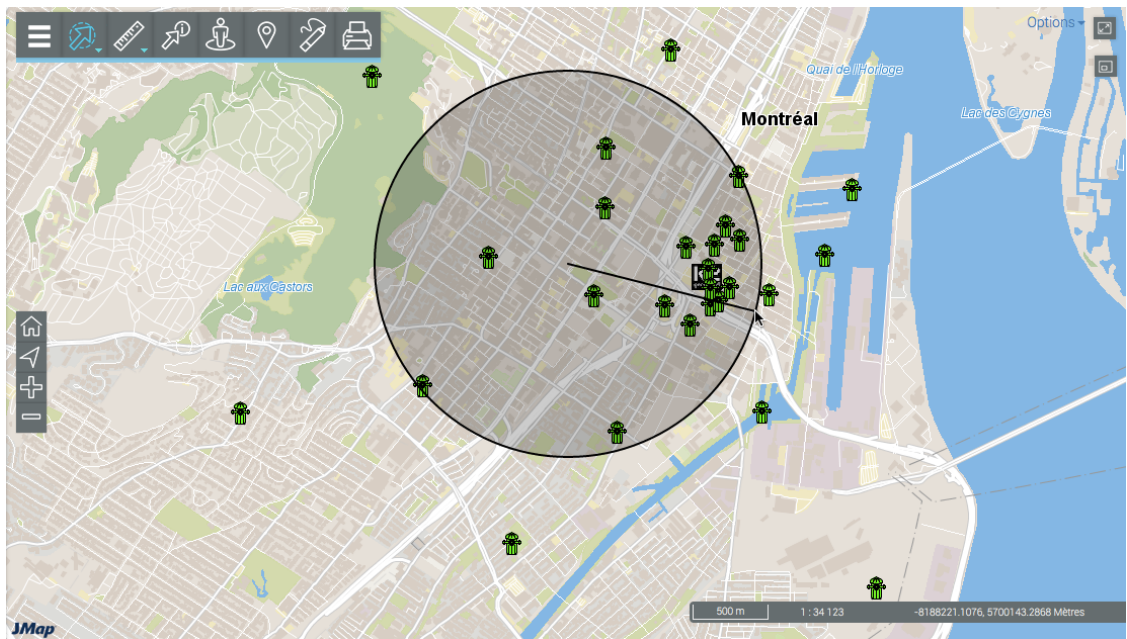 Options
Quai de l'Horloge
Montréal
Lac des Cygnes
Lac aux Castors
500 m
1 : 34 123
-8188221.1076, 5700143.2868 Mètres
JMap